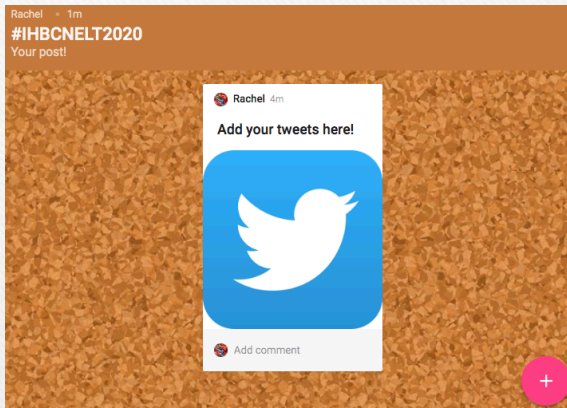 Rachel • 1m
#IHBCNELT2020
Your post!
Rachel 4m
Add your tweets here!
Add comment